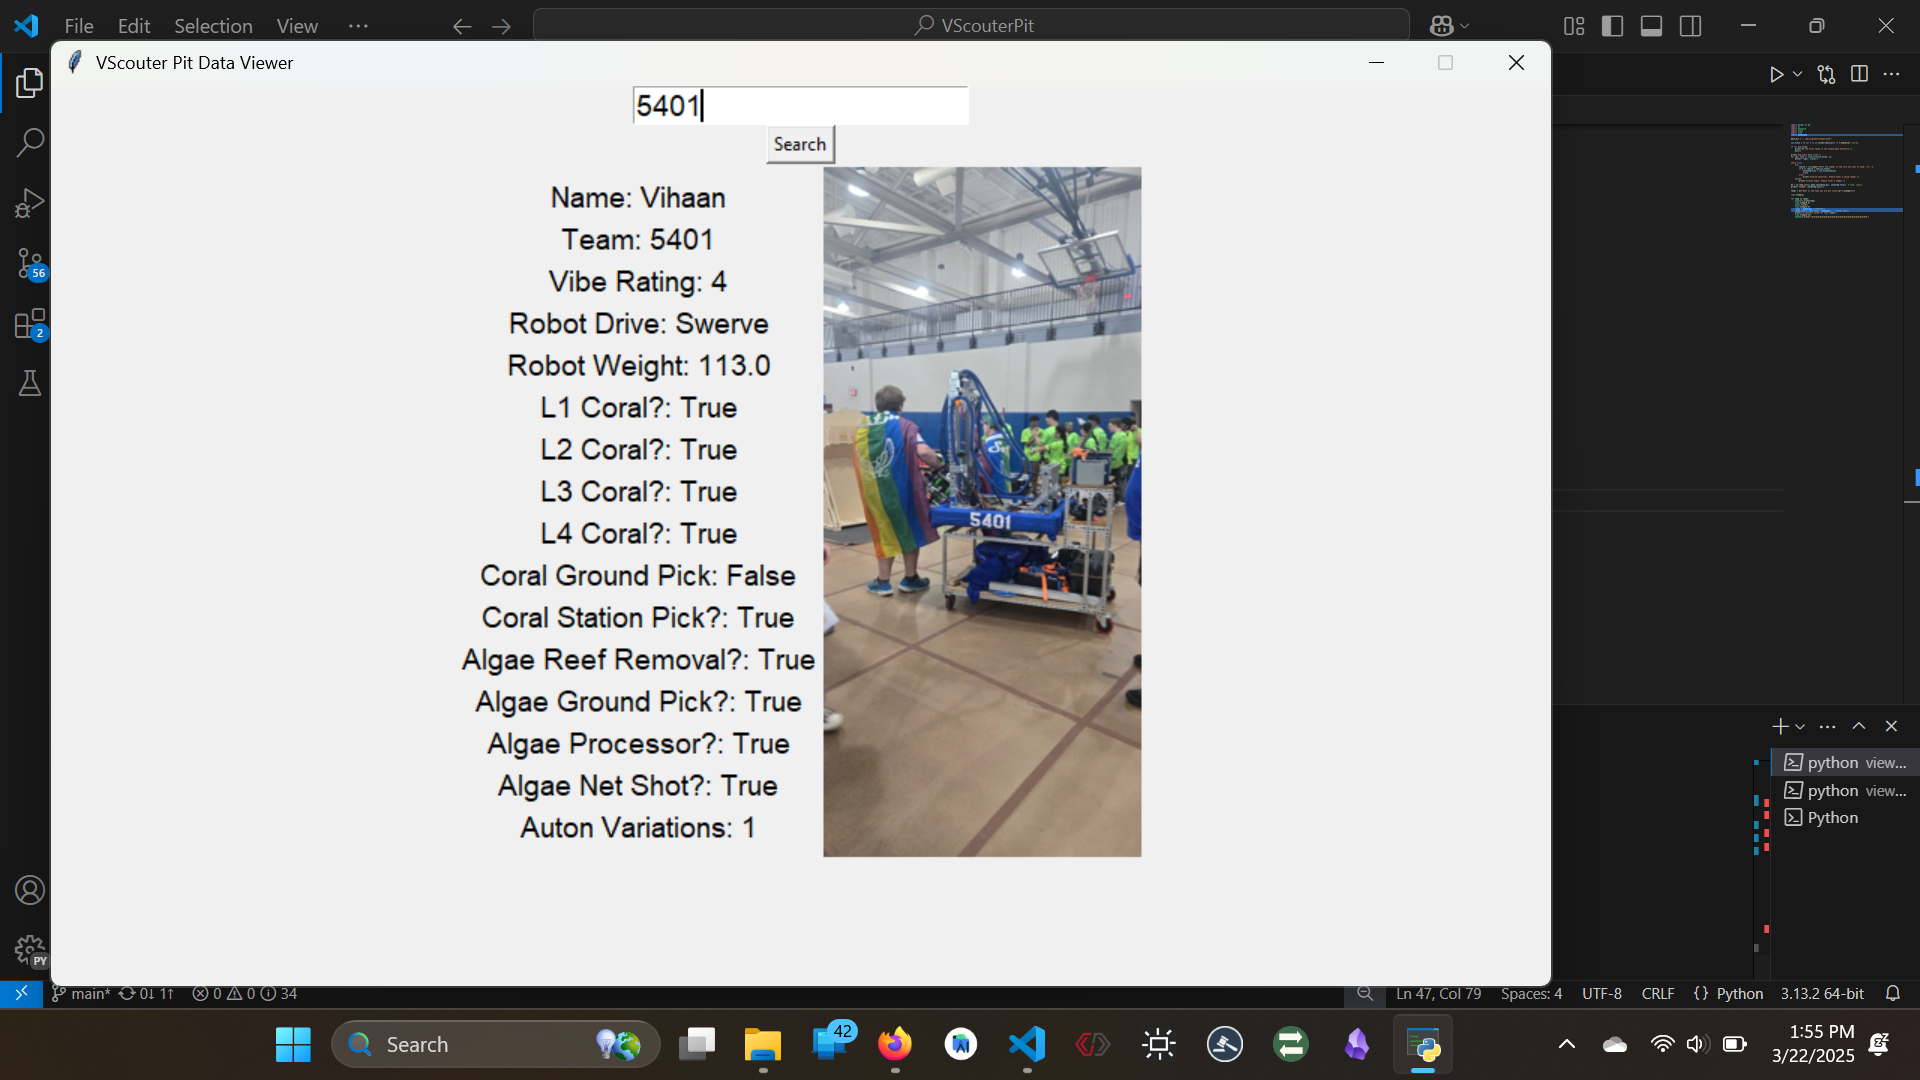 File Edit Selection View ···
VScouterPit
VScouter Pit Data Viewer
5401
Search
Name: Vihaan
Team: 5401
Vibe Rating: 4
Robot Drive: Swerve
Robot Weight: 113.0
L1 Coral?: True
L2 Coral?: True
L3 Coral?: True
L4 Coral?: True
Coral Ground Pick: False
Coral Station Pick?: True
Algae Reef Removal?: True
Algae Ground Pick?: True
Algae Processor?: True
Algae Net Shot?: True
Auton Variations: 1
5401
56
2
PY
python view...
python view...
Python
main* 0↓ 1↑ 0 0 34
Ln 47, Col 79 Spaces: 4 UTF-8 CRLF {} Python 3.13.2 64-bit
Search
42
1:55 PM
3/22/2025